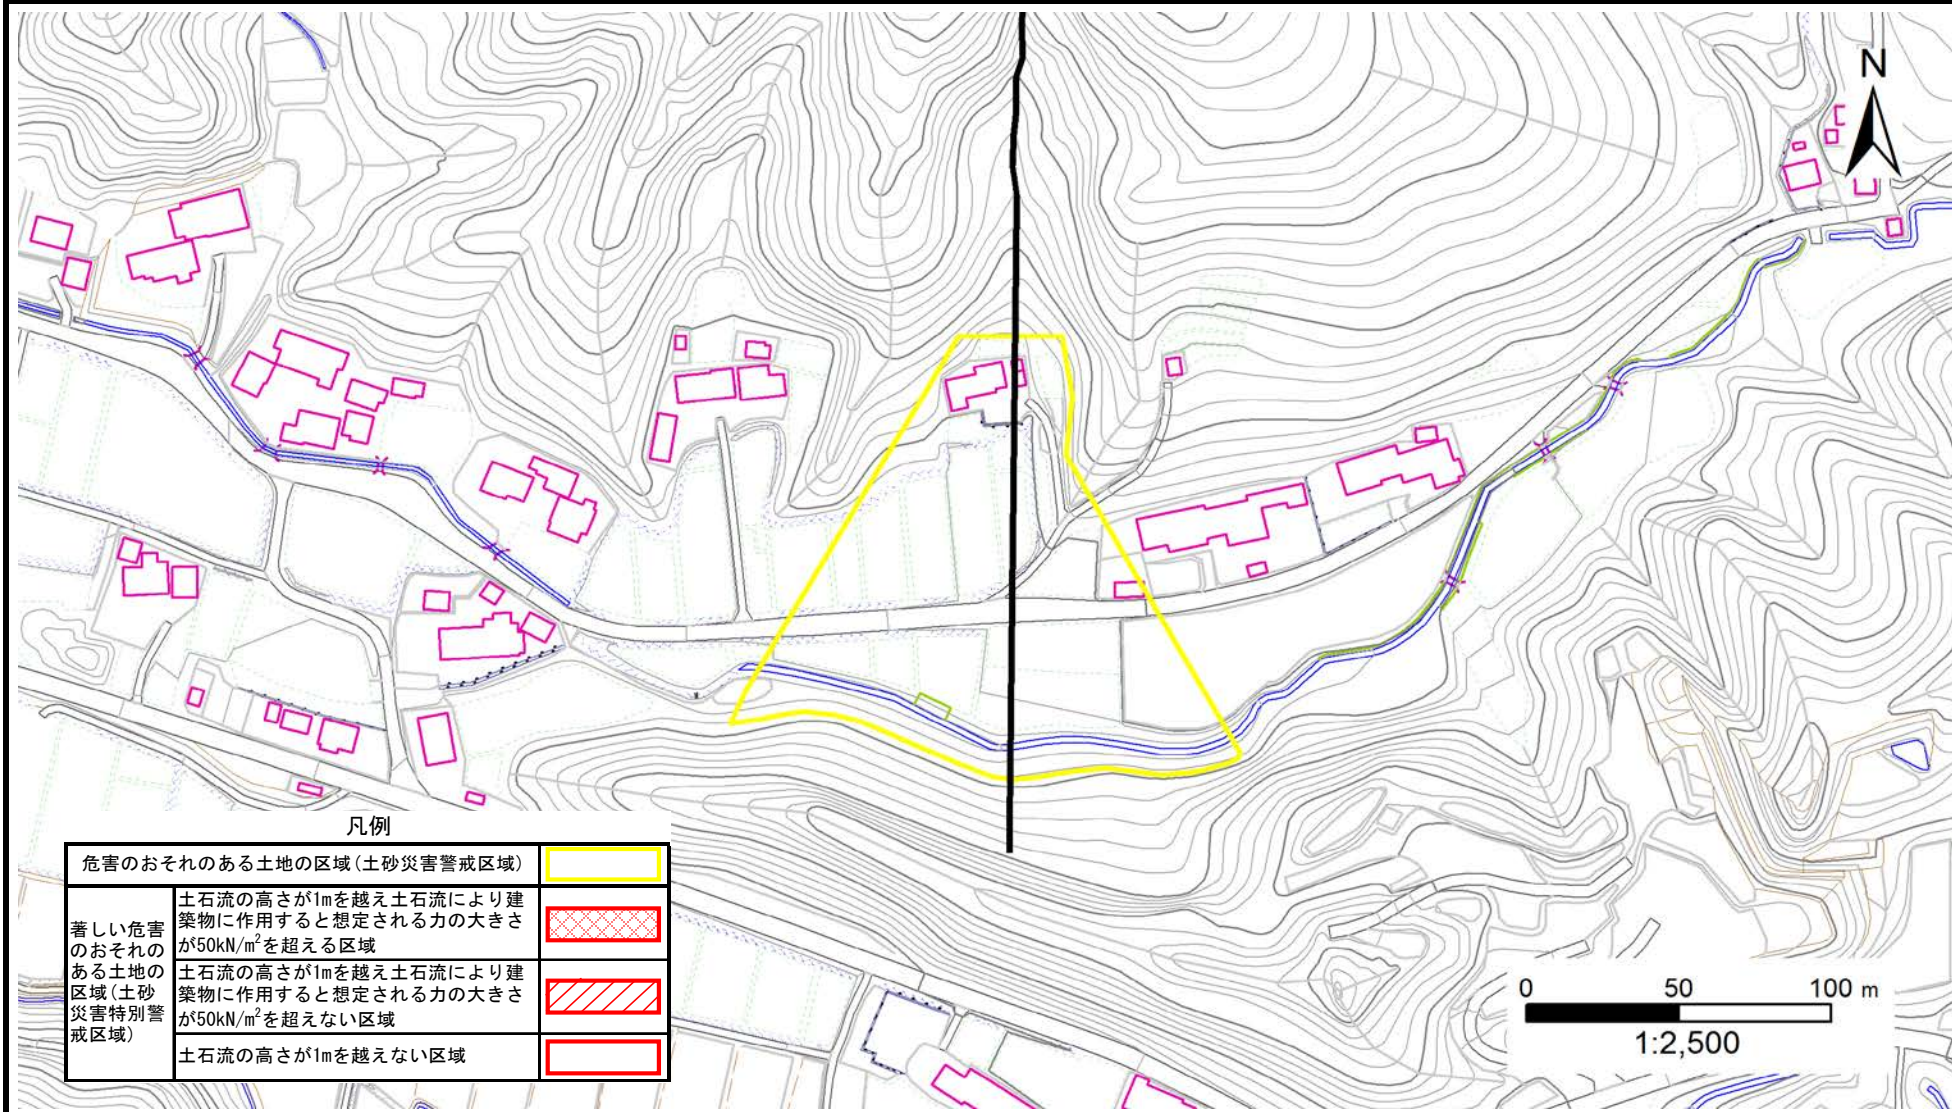 N
凡例
危害のおそれのある土地の区域(土砂災害警戒区域)
著しい危害
のおそれの
ある土地の
区域(土砂
災害特別警
戒区域)
土石流の高さが1mを越え土石流により建
築物に作用すると想定される力の大きさ
が50kN/㎡を超える区域
土石流の高さが1mを越え土石流により建
築物に作用すると想定される力の大きさ
が50kN/㎡を超えない区域
土石流の高さが1mを越えない区域
0 50 100 m
1:2,500